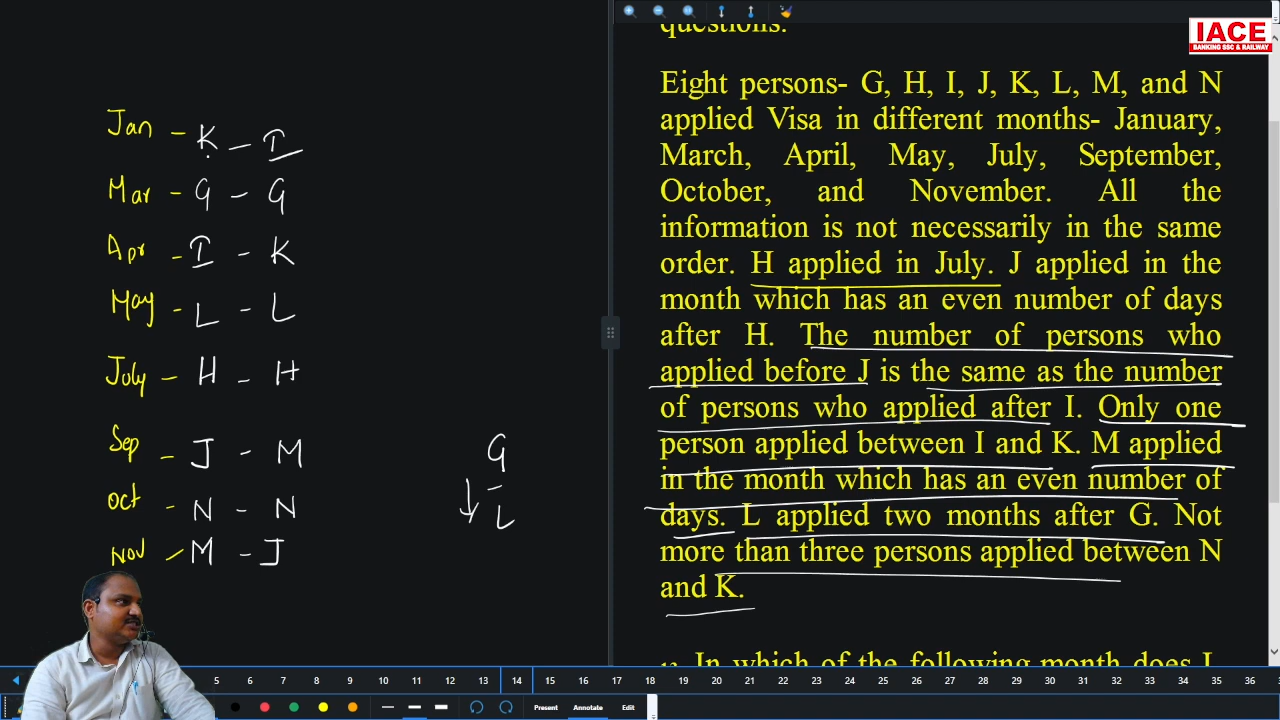 questions.
IACE
BANKING SSC & RAILWAY
Jan - K - I
Mar - G - G
Apr - I - K
May - L - L
July - H - H
Sep - J - M
Oct - N - N
Nov - M - J
G
-
L
Eight persons- G, H, I, J, K, L, M, and N
applied Visa in different months- January,
March, April, May, July, September,
October, and November. All the
information is not necessarily in the same
order. H applied in July. J applied in the
month which has an even number of days
after H. The number of persons who
applied before J is the same as the number
of persons who applied after I. Only one
person applied between I and K. M applied
in the month which has an even number of
days. L applied two months after G. Not
more than three persons applied between N
and K.
In which of the following month does I
5 6 7 8 9 10 11 12 13 14 15 16 17 18 19 20 21 22 23 24 25 26 27 28 29 30 31 32 33 34 35 36
Present Annotate Edit